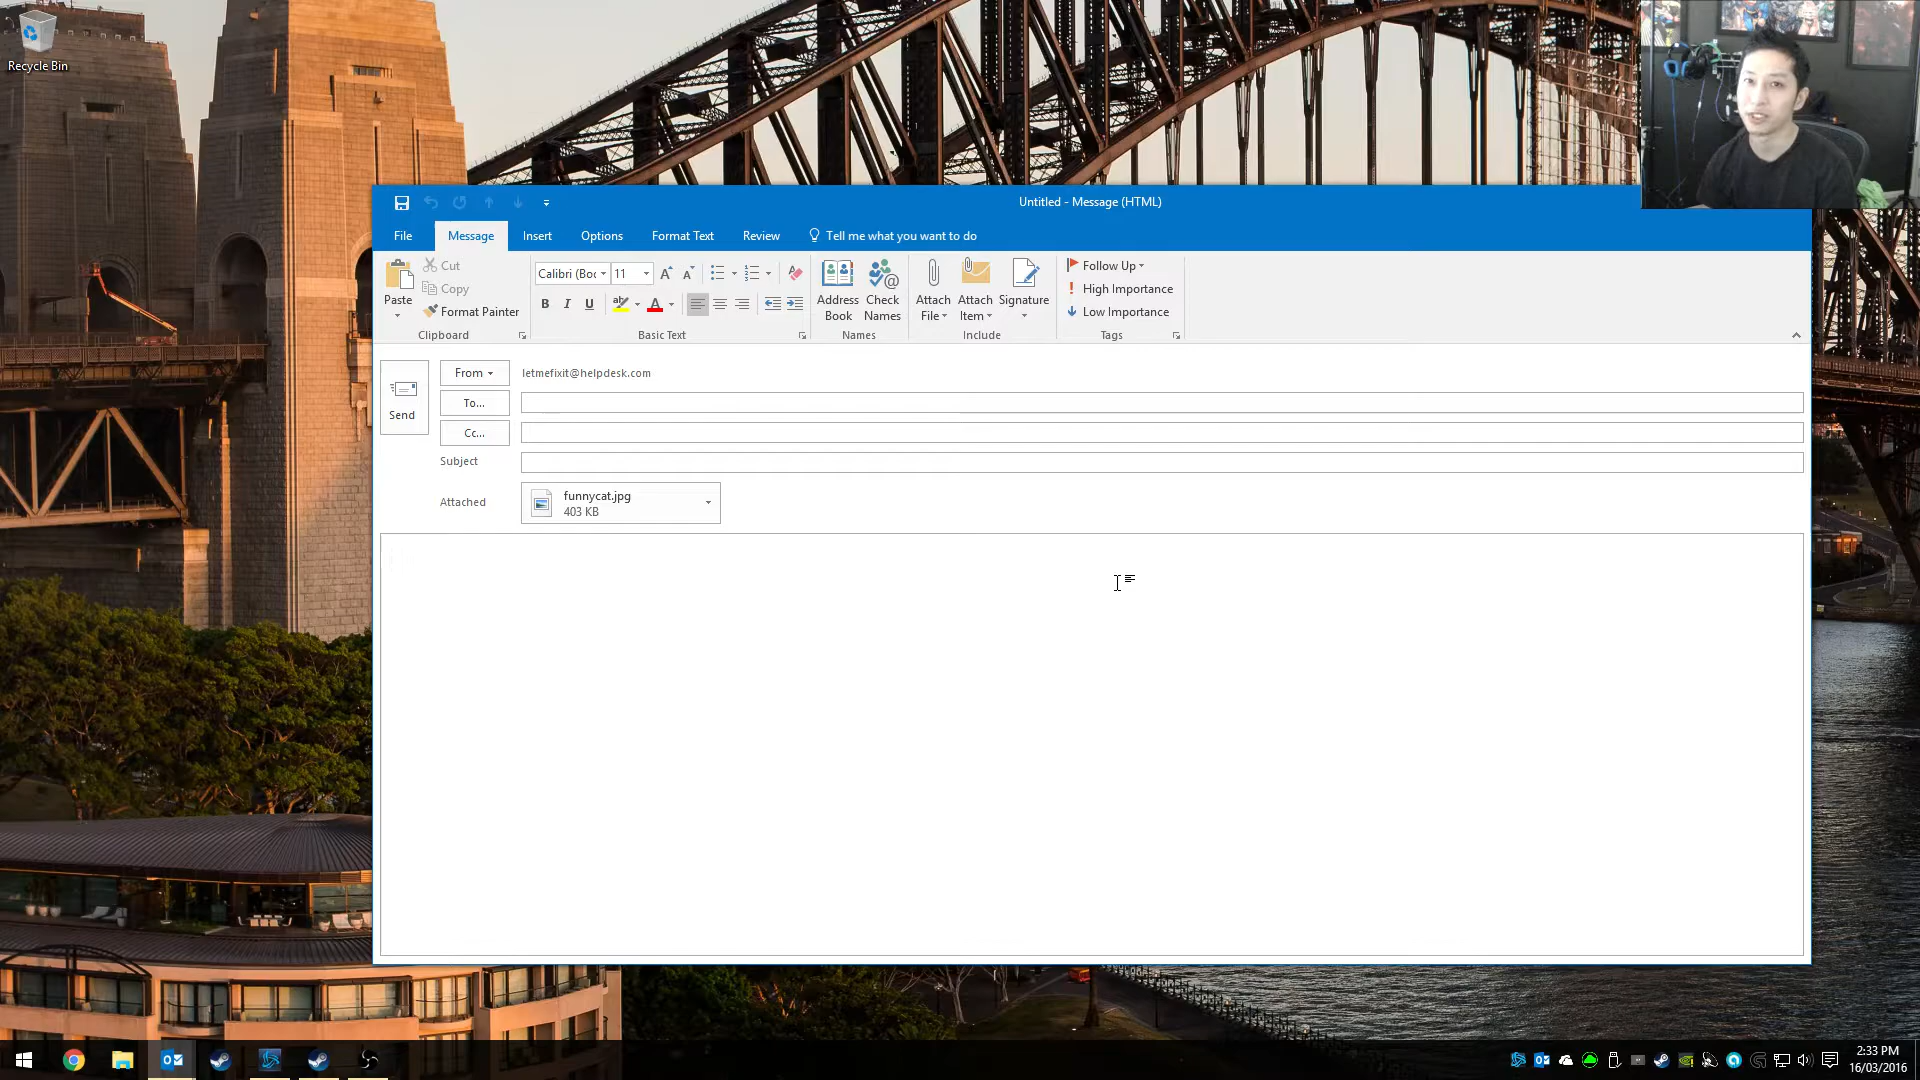 Recycle Bin
Untitled - Message (HTML)
File Message Insert Options Format Text Review Tell me what you want to do
Paste
Cut
Copy
Format Painter
Clipboard
Calibri (Boc 11
B I U A
Basic Text
Address Book
Check Names
Names
Attach File
Attach Item
Signature
Include
Follow Up
High Importance
Low Importance
Tags
Send
From letmefixit@helpdesk.com
To...
Cc...
Subject
Attached funnycat.jpg
403 KB
2:33 PM
16/03/2016